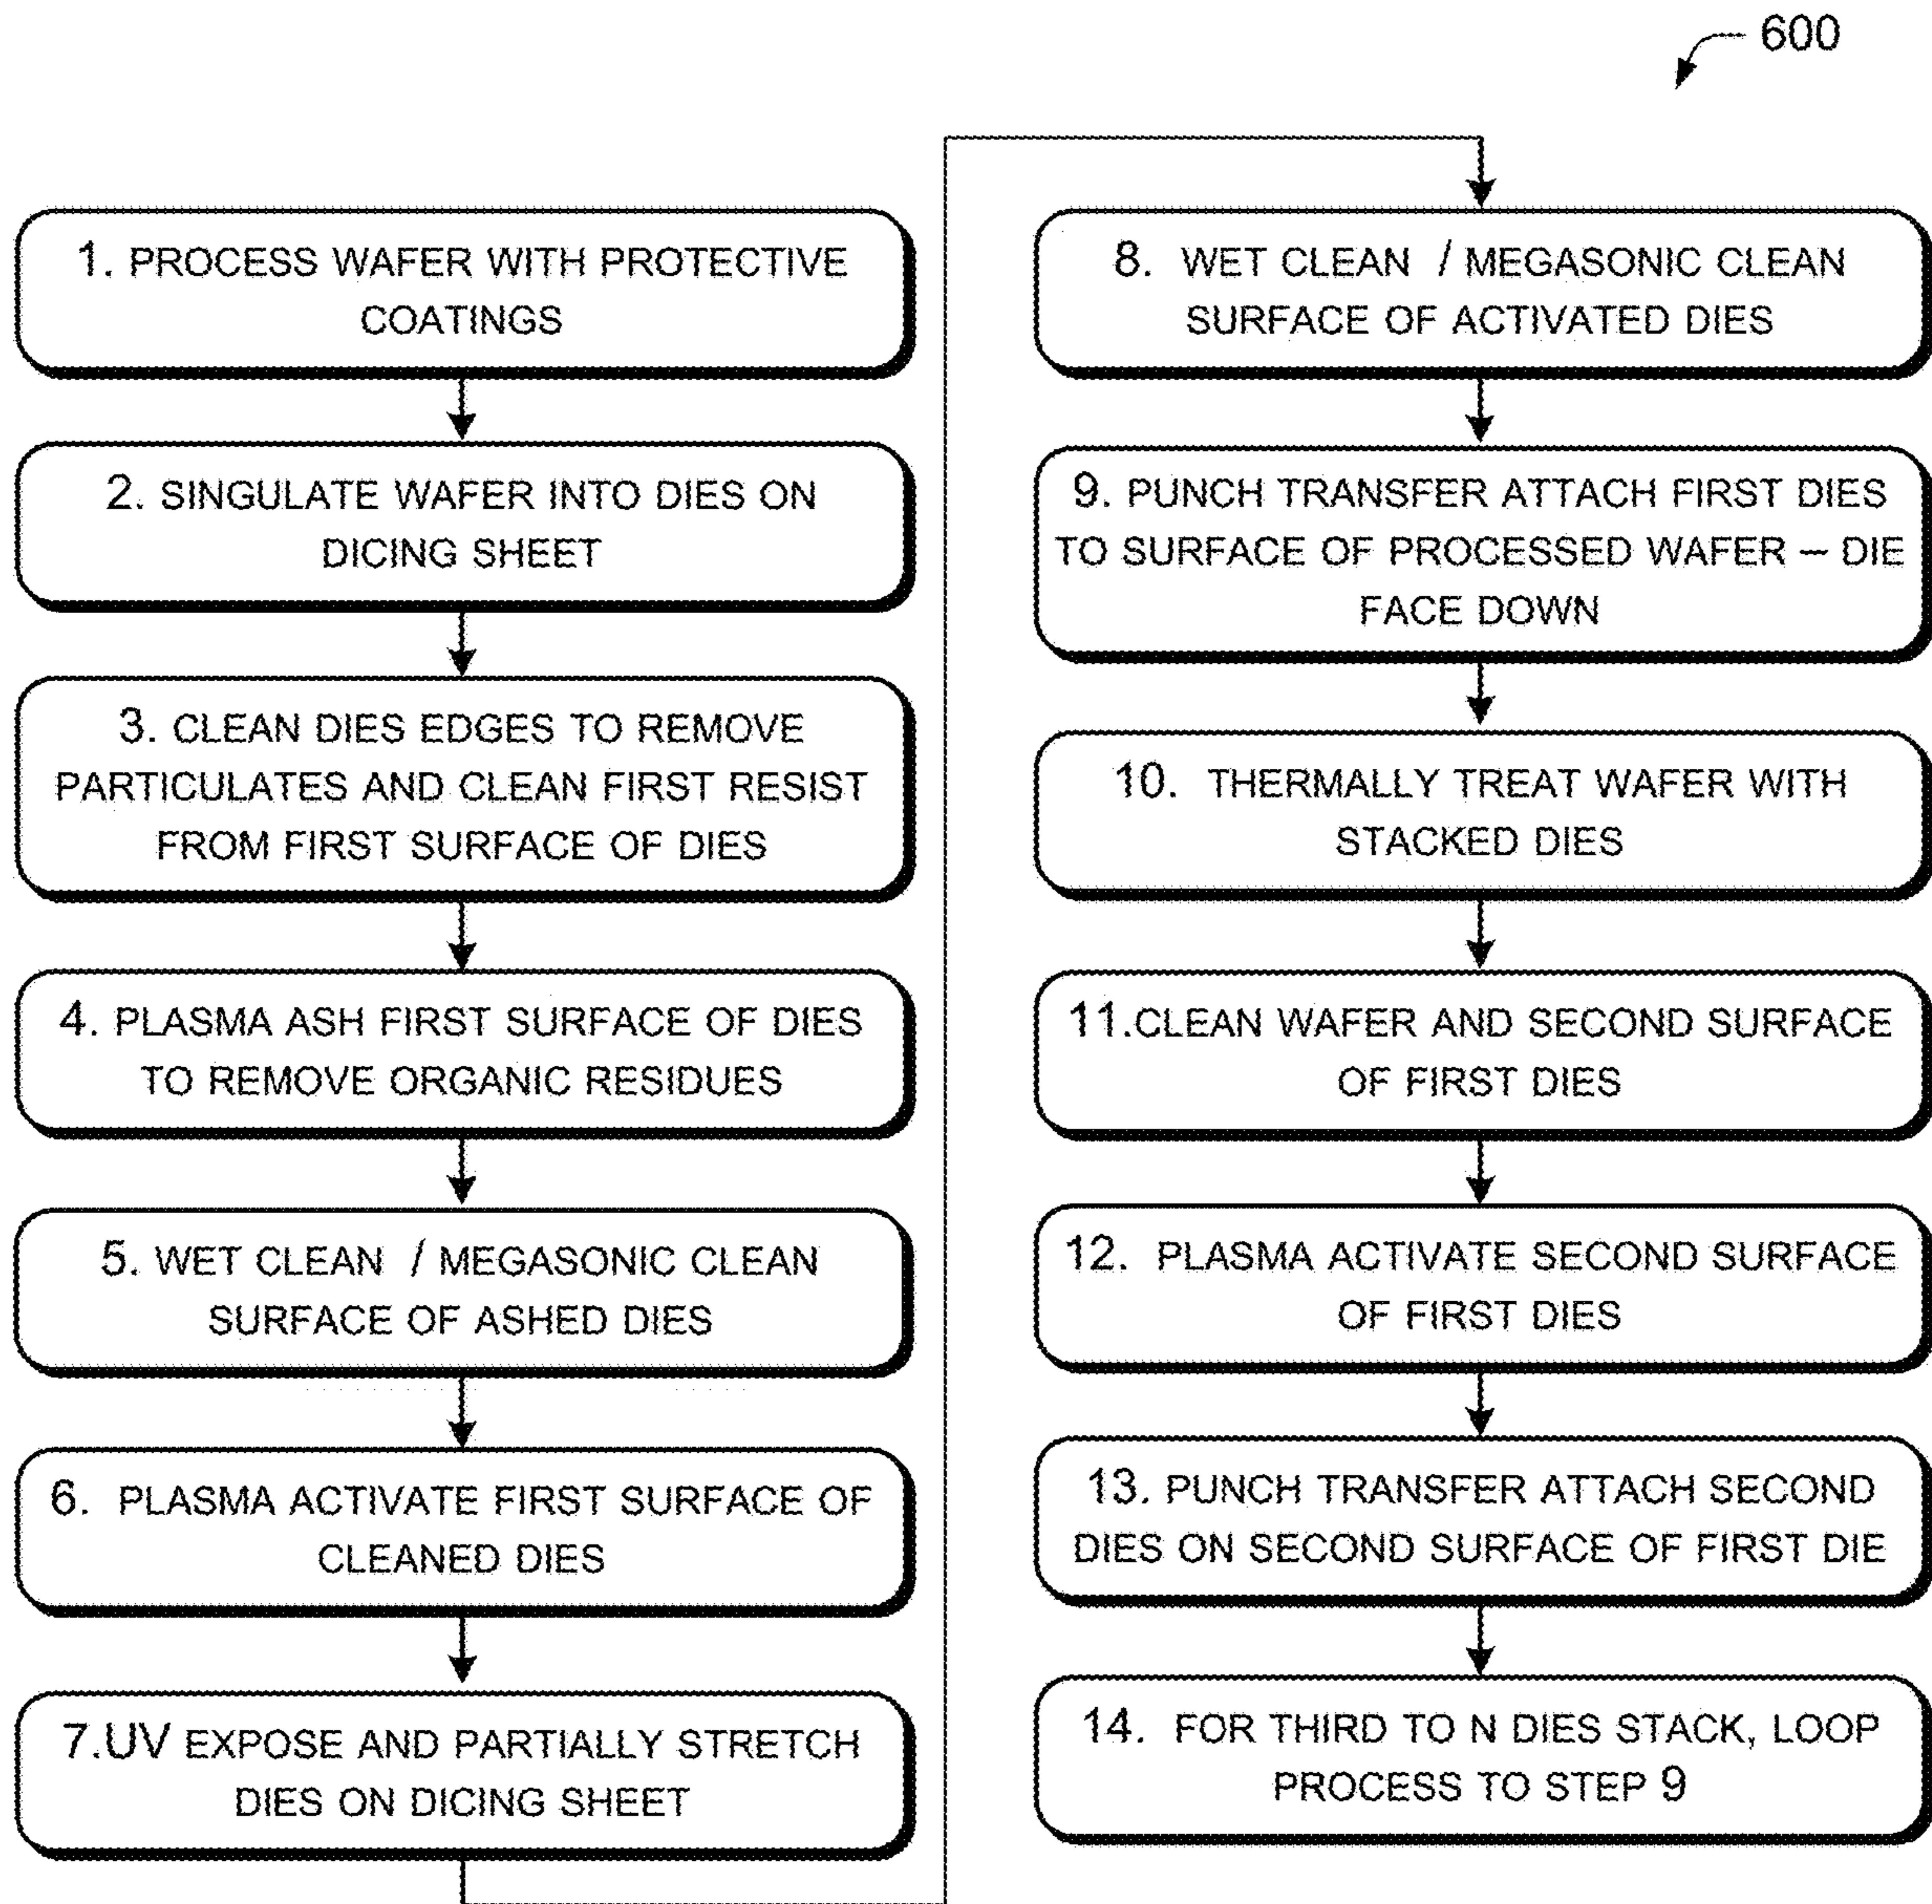 600
1. PROCESS WAFER WITH PROTECTIVE
COATINGS
2. SINGULATE WAFER INTO DIES ON
DICING SHEET
3. CLEAN DIES EDGES TO REMOVE
PARTICULATES AND CLEAN FIRST RESIST
FROM FIRST SURFACE OF DIES
4. PLASMA ASH FIRST SURFACE OF DIES
TO REMOVE ORGANIC RESIDUES
5. WET CLEAN / MEGASONIC CLEAN
SURFACE OF ASHED DIES
6. PLASMA ACTIVATE FIRST SURFACE OF
CLEANED DIES
7.UV EXPOSE AND PARTIALLY STRETCH
DIES ON DICING SHEET
8. WET CLEAN / MEGASONIC CLEAN
SURFACE OF ACTIVATED DIES
9. PUNCH TRANSFER ATTACH FIRST DIES
TO SURFACE OF PROCESSED WAFER – DIE
FACE DOWN
10. THERMALLY TREAT WAFER WITH
STACKED DIES
11.CLEAN WAFER AND SECOND SURFACE
OF FIRST DIES
12. PLASMA ACTIVATE SECOND SURFACE
OF FIRST DIES
13. PUNCH TRANSFER ATTACH SECOND
DIES ON SECOND SURFACE OF FIRST DIE
14. FOR THIRD TO N DIES STACK, LOOP
PROCESS TO STEP 9